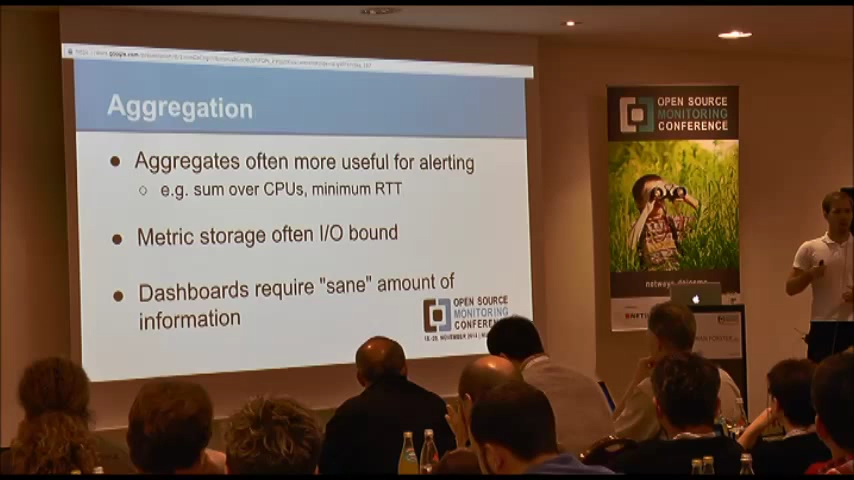 Aggregation
● Aggregates often more useful for alerting
○ e.g. sum over CPUs, minimum RTT
● Metric storage often I/O bound
● Dashboards require "sane" amount of
information
OPEN SOURCE
MONITORING
CONFERENCE
OPEN SOURCE
MONITORING
CONFERENCE